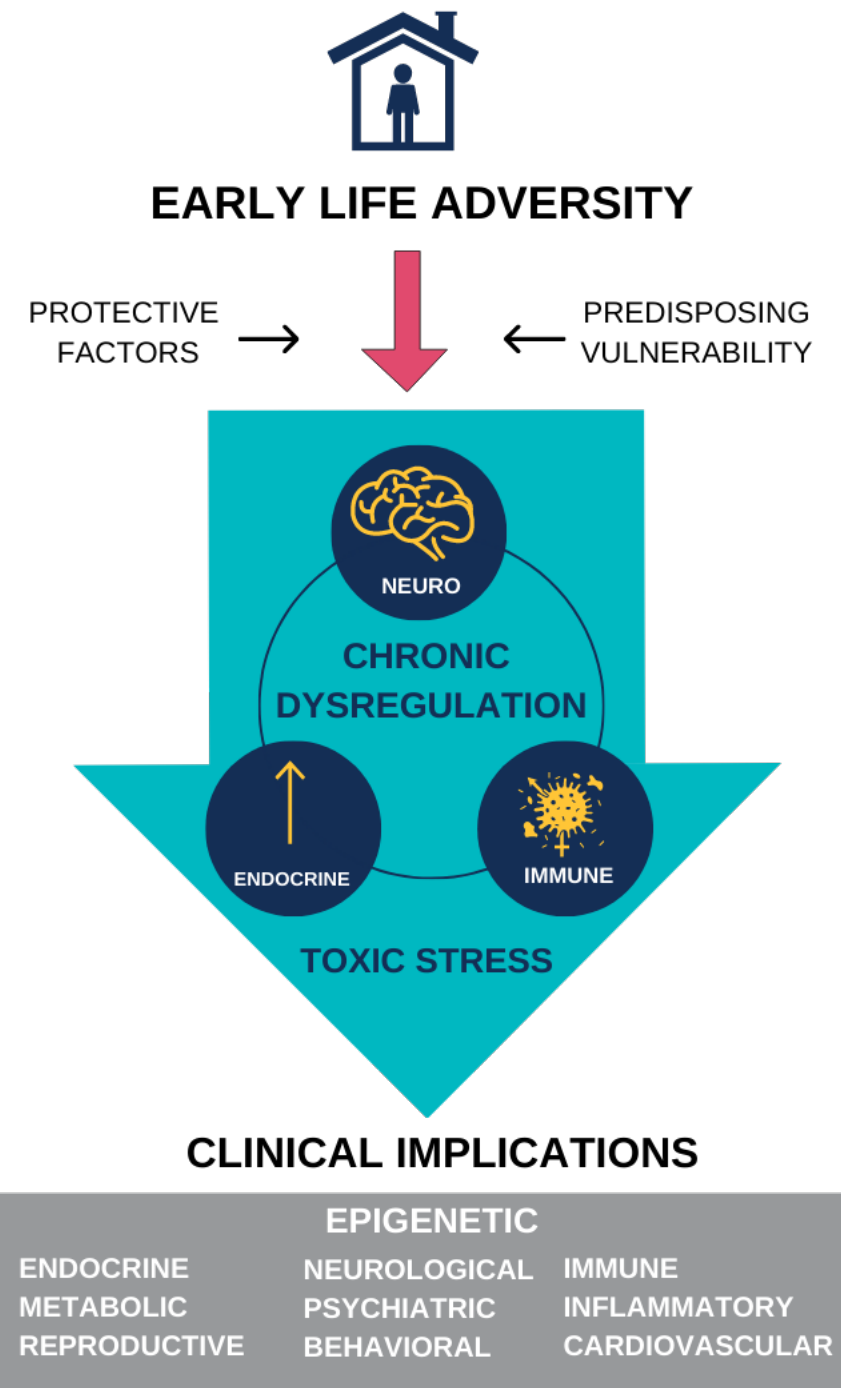 EARLY LIFE ADVERSITY
PROTECTIVE
FACTORS
PREDISPOSING
VULNERABILITY
NEURO
CHRONIC
DYSREGULATION
ENDOCRINE
IMMUNE
TOXIC STRESS
CLINICAL IMPLICATIONS
EPIGENETIC
ENDOCRINE
METABOLIC
REPRODUCTIVE
NEUROLOGICAL
PSYCHIATRIC
BEHAVIORAL
IMMUNE
INFLAMMATORY
CARDIOVASCULAR